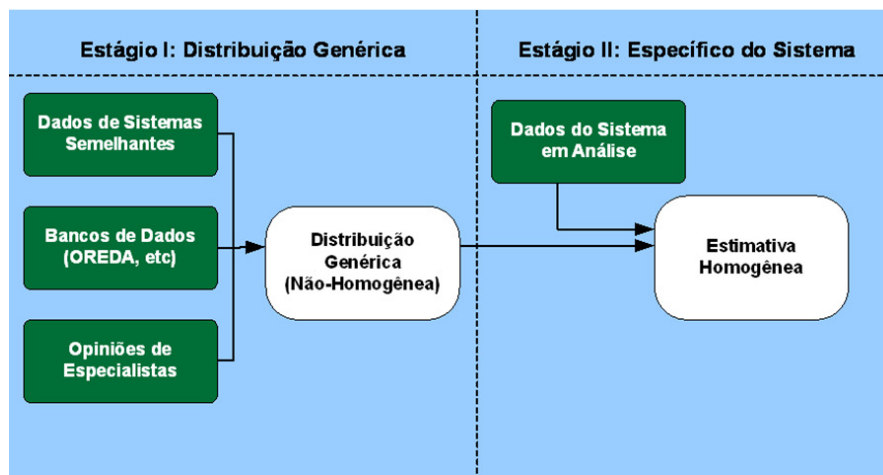 Estágio I: Distribuição Genérica
Estágio II: Específico do Sistema
Dados de Sistemas
Semelhantes
Bancos de Dados
(OREDA, etc)
Opiniões de
Especialistas
Distribuição
Genérica
(Não-Homogênea)
Dados do Sistema
em Análise
Estimativa
Homogênea